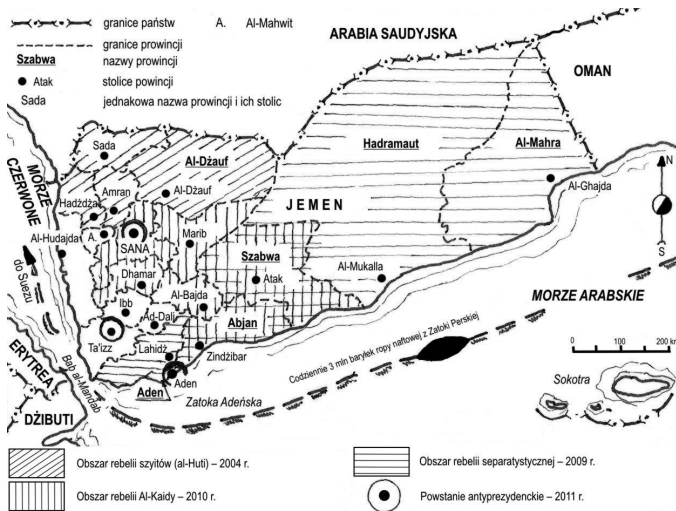 granice państw
A. Al-Mahwit
granice prowincji
Szabwa nazwy prowincji
Atak stolice powincji
Sada jednakowa nazwa prowincji i ich stolic
ARABIA SAUDYJSKA
OMAN
MORZE CZERWONE
Sada
Al-Dżauf
Hadramaut
Al-Mahra
N
Amran
Al-Dżauf
Hadżdża
JEMEN
Al-Ghajda
A.
SANA
Marib
Al-Hudajda
S
do Suezu
Szabwa
Dhamar
Atak
Al-Mukalla
Ibb
Al-Bajda
MORZE ARABSKIE
Ad-Dali
Abjan
Ta'izz
Lahidż
Zindżibar
Codziennie 3 mln baryłek ropy naftowej z Zatoki Perskiej
0 100 200 km
ERYTREA
Bab al-Mandab
Aden
Aden
Zatoka Adeńska
Sokotra
DŻIBUTI
Obszar rebelii szyitów (al-Huti) – 2004 r.
Obszar rebelii separatystycznej – 2009 r.
Obszar rebelii Al-Kaidy – 2010 r.
Powstanie antyprezydenckie – 2011 r.